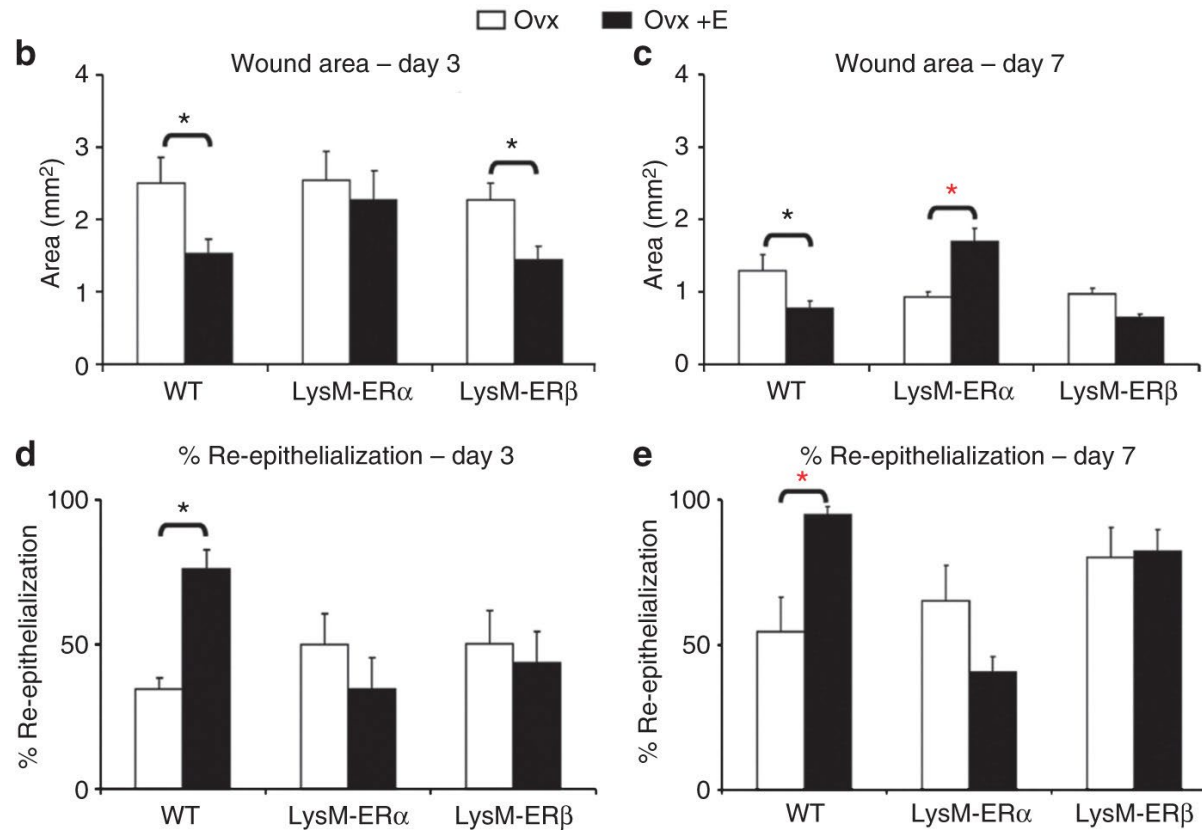 Ovx Ovx +E
b Wound area – day 3
Area (mm²)
4
3
2
1
0
* *
WT LysM-ERα LysM-ERβ
c Wound area – day 7
Area (mm²)
4
3
2
1
0
* *
WT LysM-ERα LysM-ERβ
d % Re-epithelialization – day 3
% Re-epithelialization
100
50
0
*
WT LysM-ERα LysM-ERβ
e % Re-epithelialization – day 7
% Re-epithelialization
100
50
0
*
WT LysM-ERα LysM-ERβ